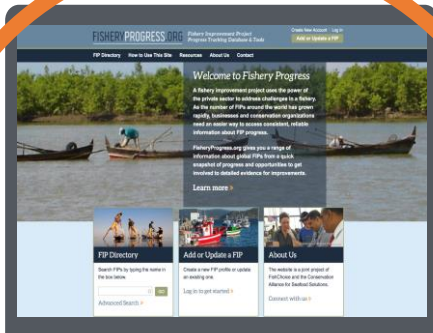 Create New Account Log in
FISHERYPROGRESS.ORG
Fishery Improvement Project
Progress Tracking Database & Tools
Add or Update a FIP
FIP Directory How to Use This Site Resources About Us Contact
Welcome to Fishery Progress
A fishery improvement project uses the power of
the private sector to address challenges in a fishery.
As the number of FIPs around the world has grown
rapidly, businesses and conservation organizations
need an easier way to access consistent, reliable
information about FIP progress.
FisheryProgress.org gives you a range of
information about global FIPs from a quick
snapshot of progress and opportunities to get
involved to detailed evidence for improvements.
Learn more »
FIP Directory
Search FIPs by typing the name in
the box below.
GO
Advanced Search »
Add or Update a FIP
Create a new FIP profile or update
an existing one.
Log in to get started »
About Us
The website is a joint project of
FishChoice and the Conservation
Alliance for Seafood Solutions.
Connect with us »